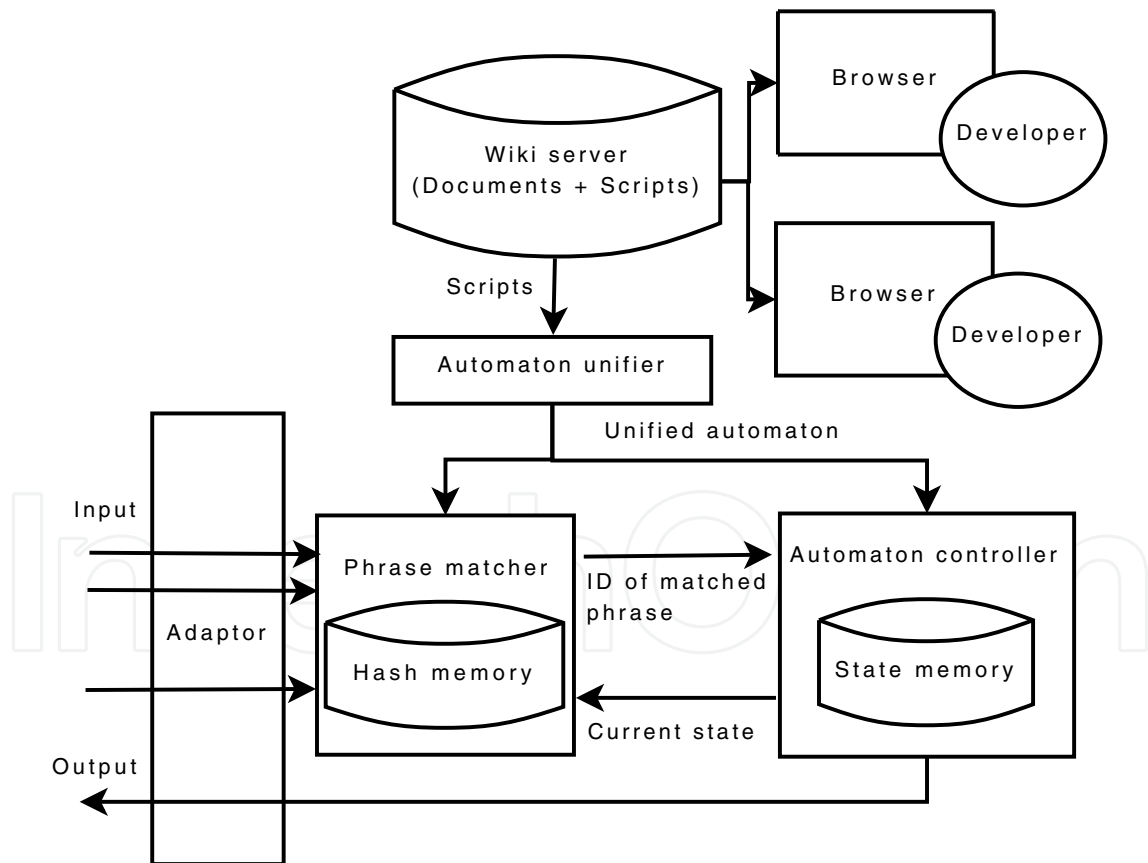 Browser
Developer
Wiki server
(Documents + Scripts)
Browser
Developer
Scripts
Automaton unifier
Unified automaton
Input
Phrase matcher
Automaton controller
ID of matched
phrase
Adaptor
Hash memory
State memory
Current state
Output
InechOpen